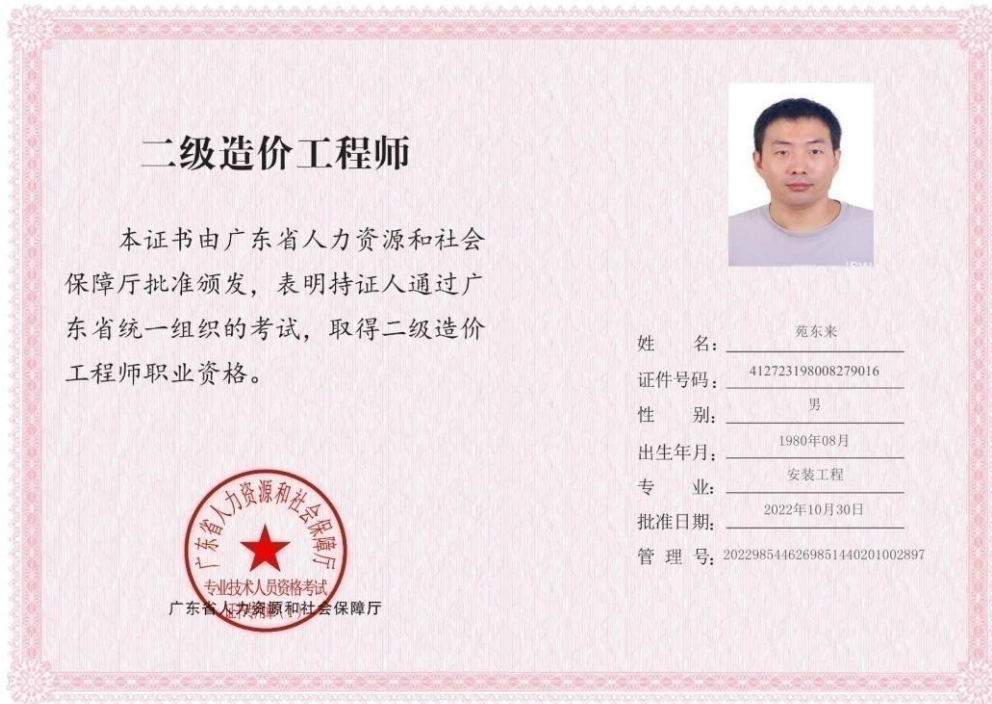 二级造价工程师
本证书由广东省人力资源和社会
保障厅批准颁发，表明持证人通过广
东省统一组织的考试，取得二级造价
工程师职业资格。
姓 名：苑东来
证件号码：412723198008279016
性 别：男
出生年月：1980年08月
专 业：安装工程
批准日期：2022年10月30日
管 理 号：2022985446269851440201002897
广东省人力资源和社会保障厅
专业技术人员资格考试
广东省人力资源和社会保障厅